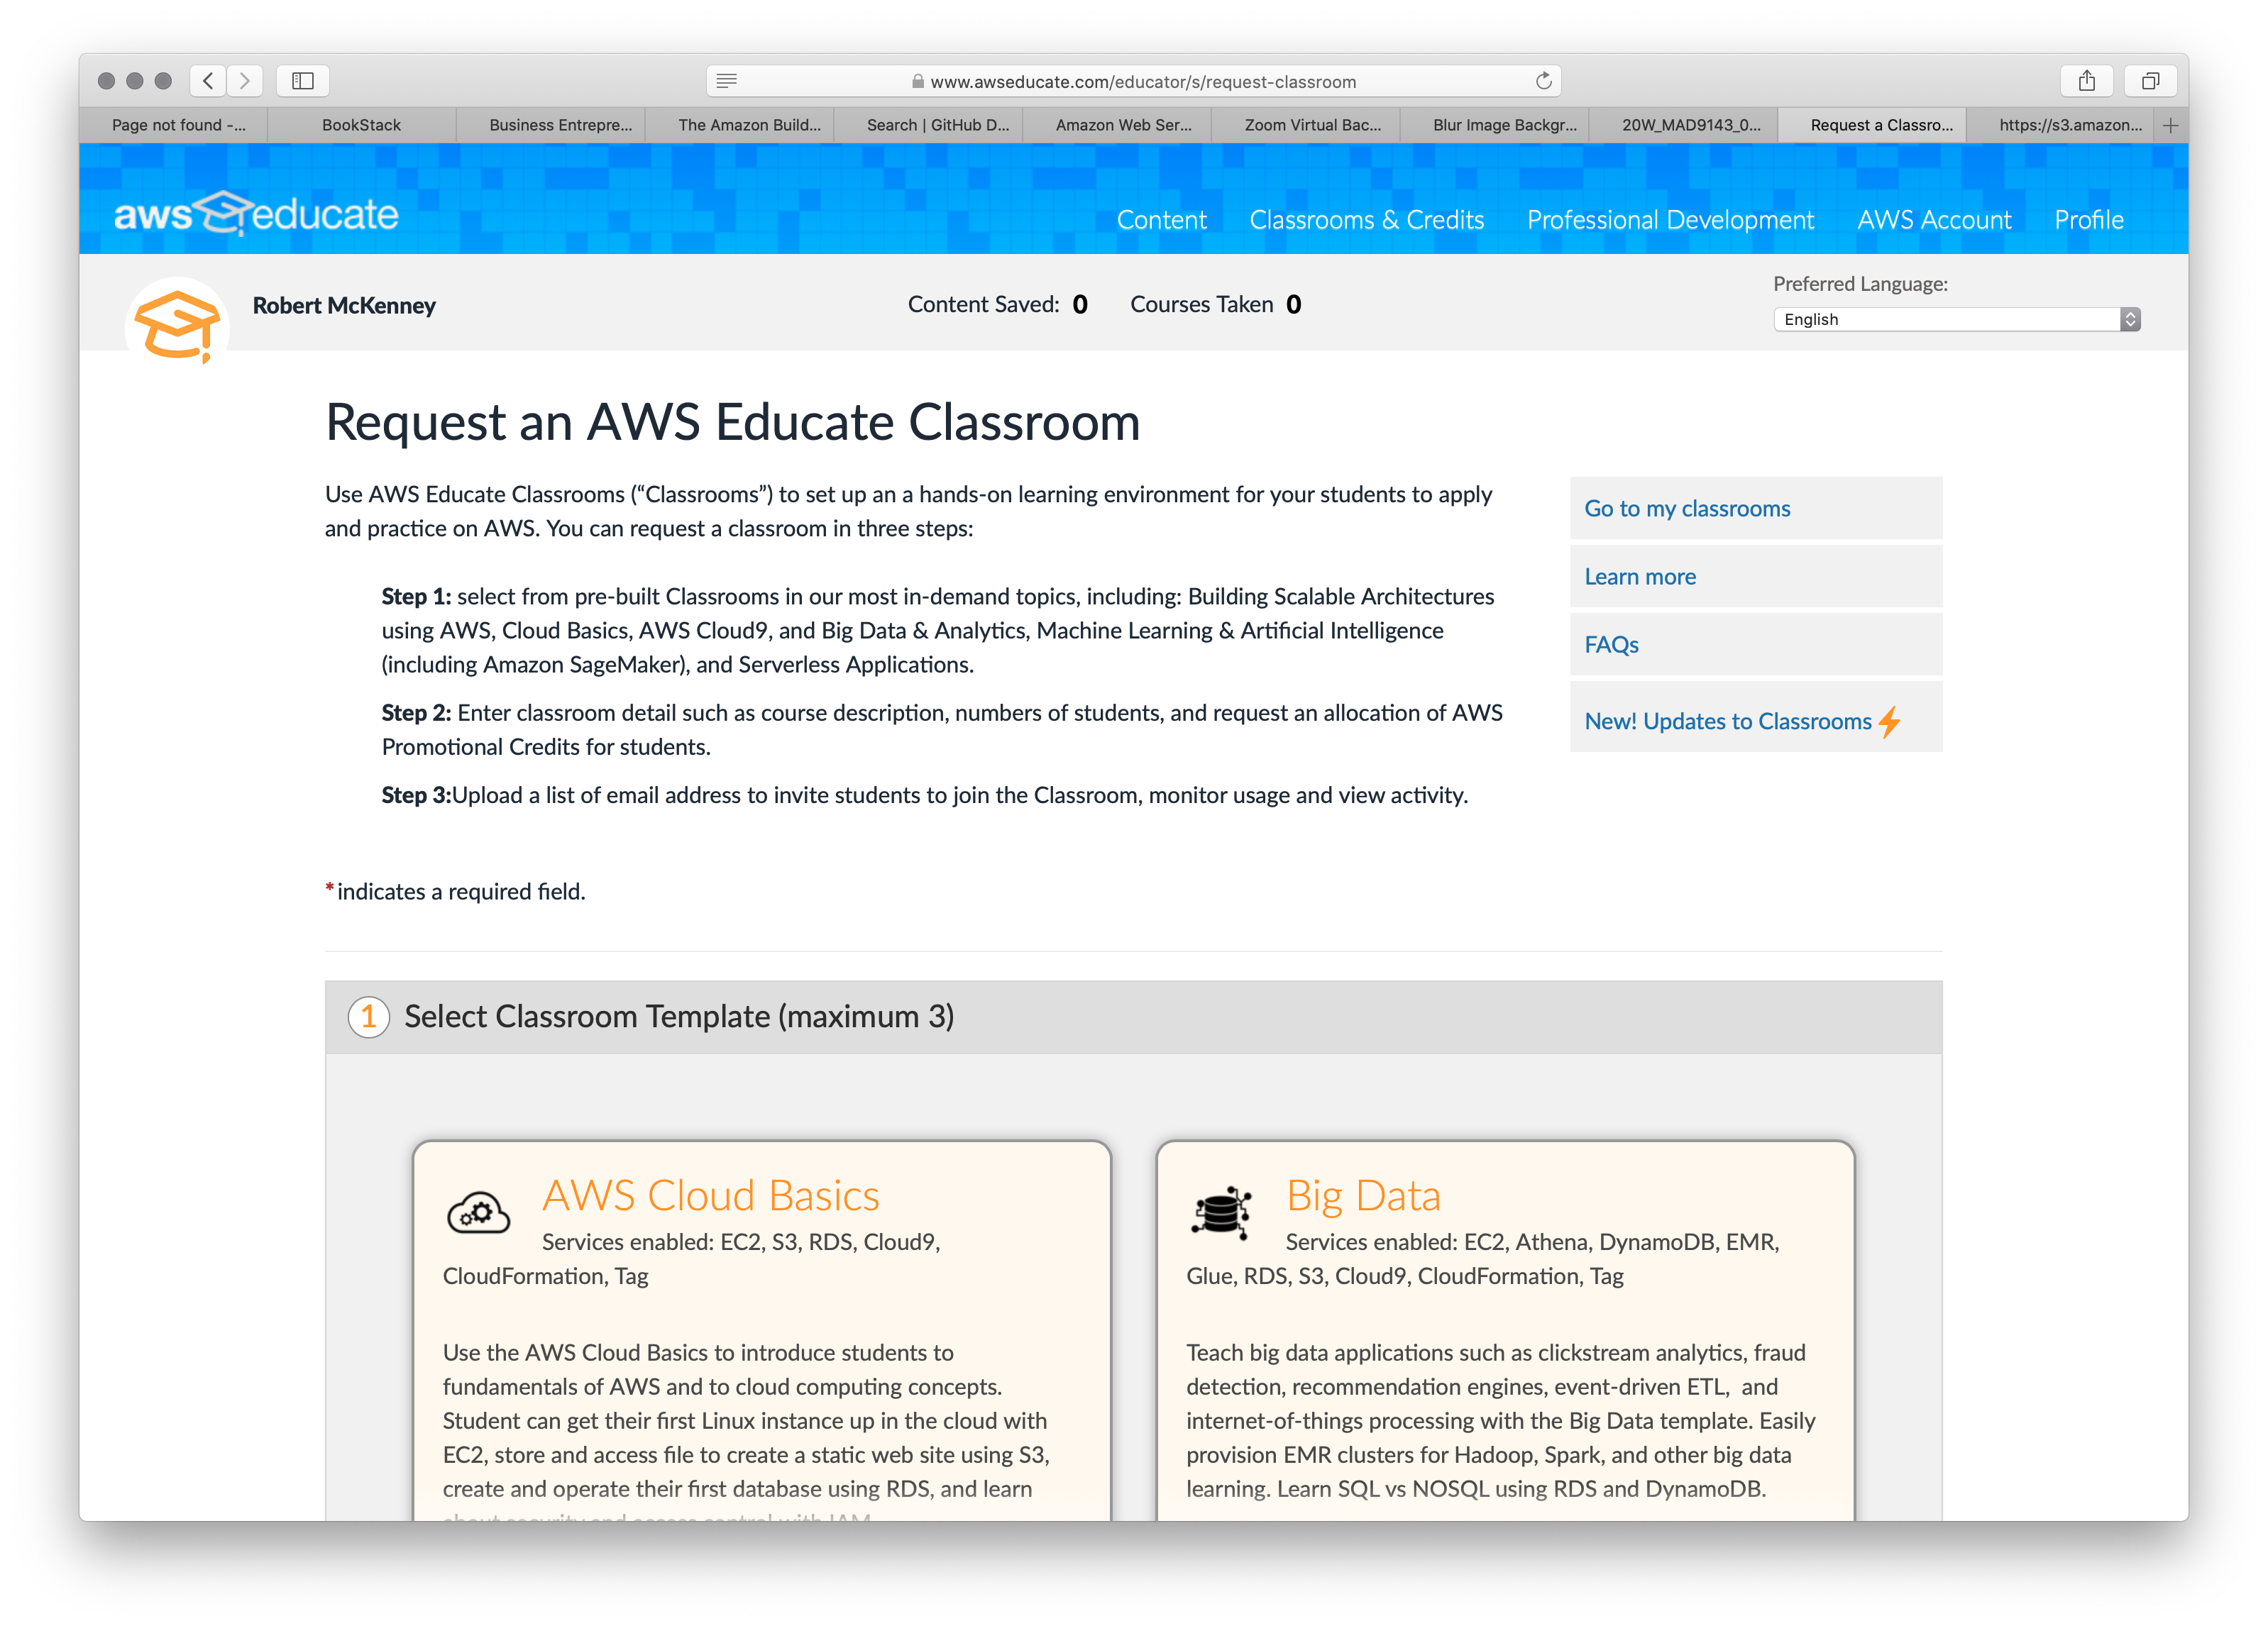 www.awseducate.com/educator/s/request-classroom
Page not found -...
BookStack
Business Entrepre...
The Amazon Build...
Search | GitHub D...
Amazon Web Ser...
Zoom Virtual Bac...
Blur Image Backgr...
20W_MAD9143_0...
Request a Classro...
https://s3.amazon...
aws educate
Content
Classrooms & Credits
Professional Development
AWS Account
Profile
Robert McKenney
Content Saved: 0
Courses Taken 0
Preferred Language:
English
Request an AWS Educate Classroom
Use AWS Educate Classrooms (“Classrooms”) to set up an a hands-on learning environment for your students to apply
and practice on AWS. You can request a classroom in three steps:
Step 1: select from pre-built Classrooms in our most in-demand topics, including: Building Scalable Architectures
using AWS, Cloud Basics, AWS Cloud9, and Big Data & Analytics, Machine Learning & Artificial Intelligence
(including Amazon SageMaker), and Serverless Applications.
Step 2: Enter classroom detail such as course description, numbers of students, and request an allocation of AWS
Promotional Credits for students.
Step 3:Upload a list of email address to invite students to join the Classroom, monitor usage and view activity.
Go to my classrooms
Learn more
FAQs
New! Updates to Classrooms
* indicates a required field.
1 Select Classroom Template (maximum 3)
AWS Cloud Basics
Services enabled: EC2, S3, RDS, Cloud9,
CloudFormation, Tag
Use the AWS Cloud Basics to introduce students to
fundamentals of AWS and to cloud computing concepts.
Student can get their first Linux instance up in the cloud with
EC2, store and access file to create a static web site using S3,
create and operate their first database using RDS, and learn
about security and access control with IAM
Big Data
Services enabled: EC2, Athena, DynamoDB, EMR,
Glue, RDS, S3, Cloud9, CloudFormation, Tag
Teach big data applications such as clickstream analytics, fraud
detection, recommendation engines, event-driven ETL, and
internet-of-things processing with the Big Data template. Easily
provision EMR clusters for Hadoop, Spark, and other big data
learning. Learn SQL vs NOSQL using RDS and DynamoDB.